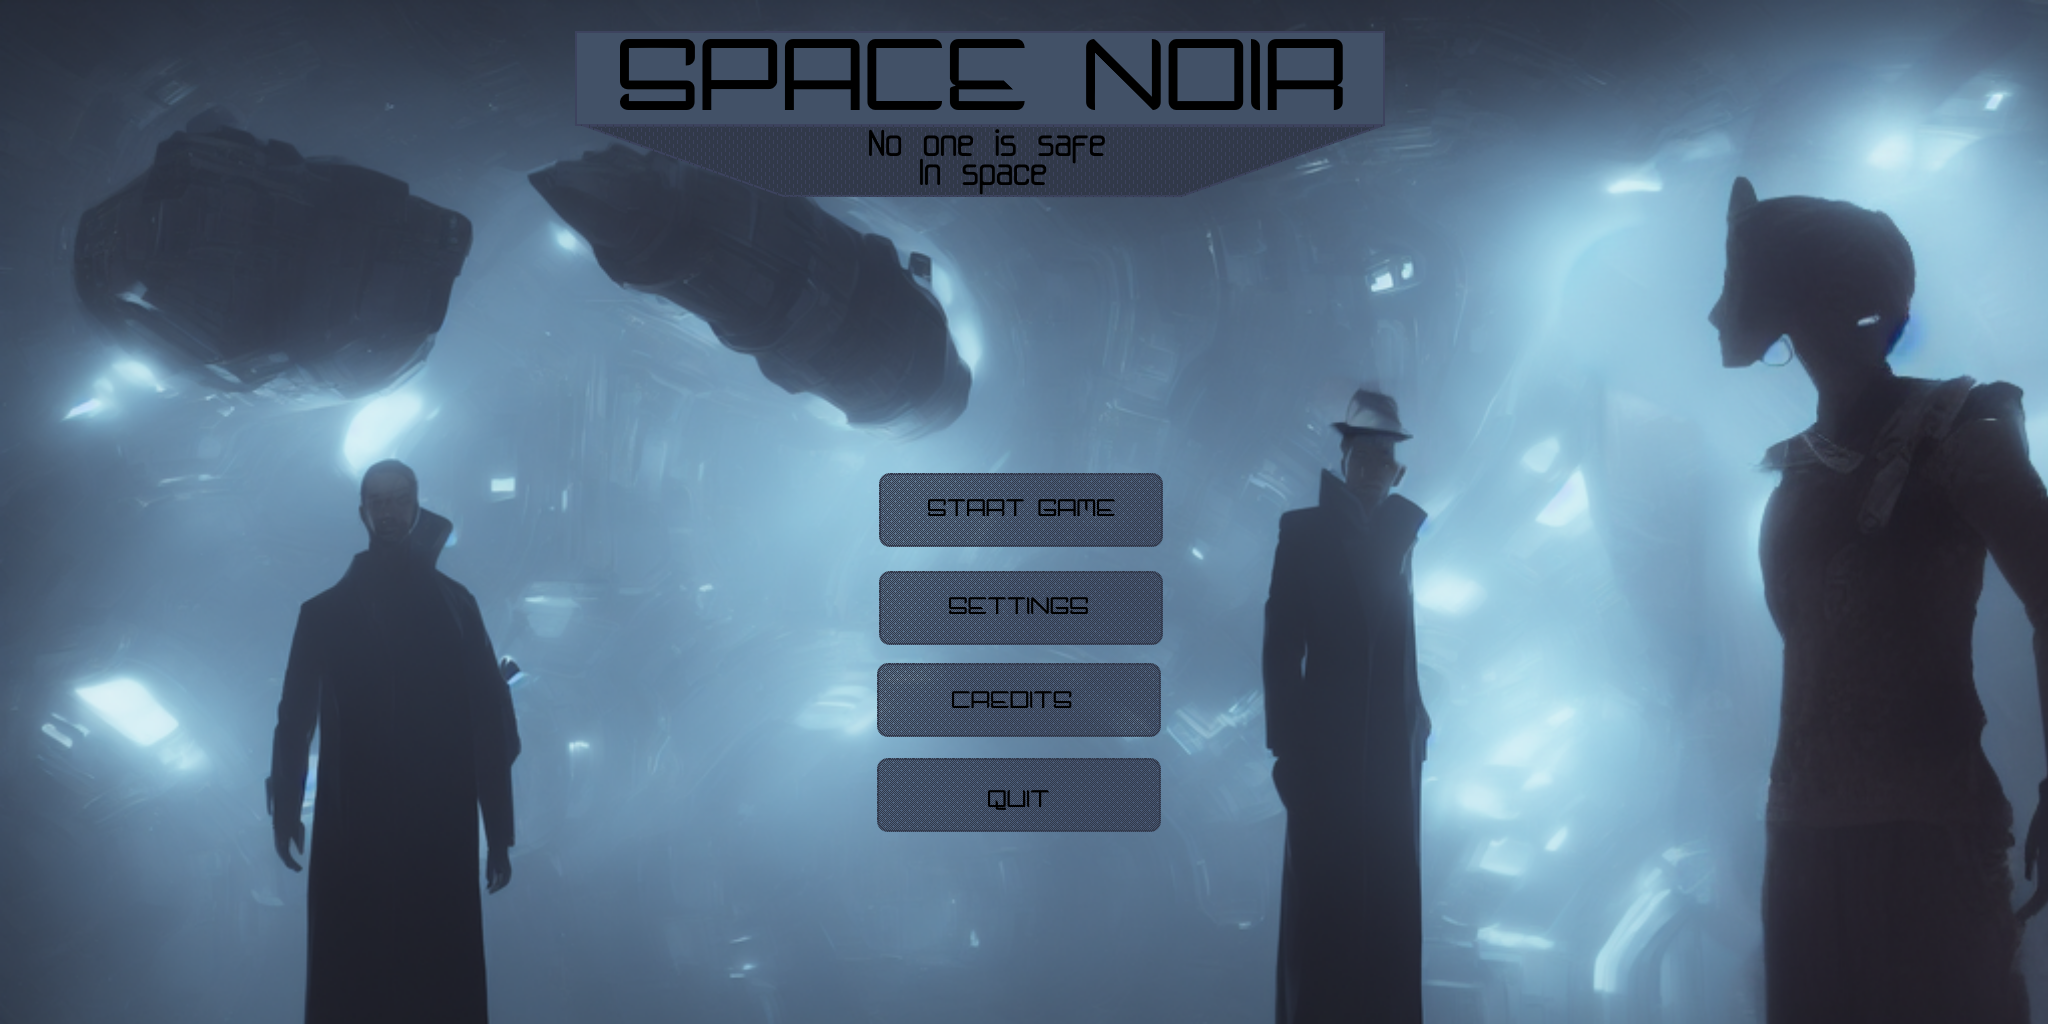 SPACE NOIR
No one is safe
In space
START GAME
SETTINGS
CREDITS
QUIT